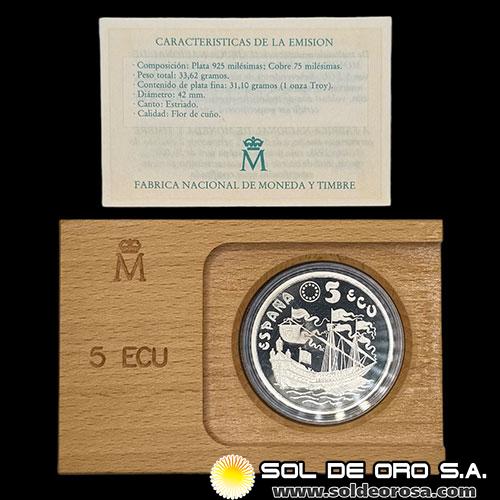 CARACTERISTICAS DE LA EMISION
· Composición: Plata 925 milésimas; Cobre 75 milésimas.
· Peso total: 33,62 gramos.
· Contenido de plata fina: 31,10 gramos (1 onza Troy).
· Diámetro: 42 mm.
· Canto: Estriado.
· Calidad: Flor de cuño.
M
FABRICA NACIONAL DE MONEDA Y TIMBRE
M
5 ECU
ESPAÑA 5 ECU
SOL DE ORO S.A.
www.soldeorosa.com